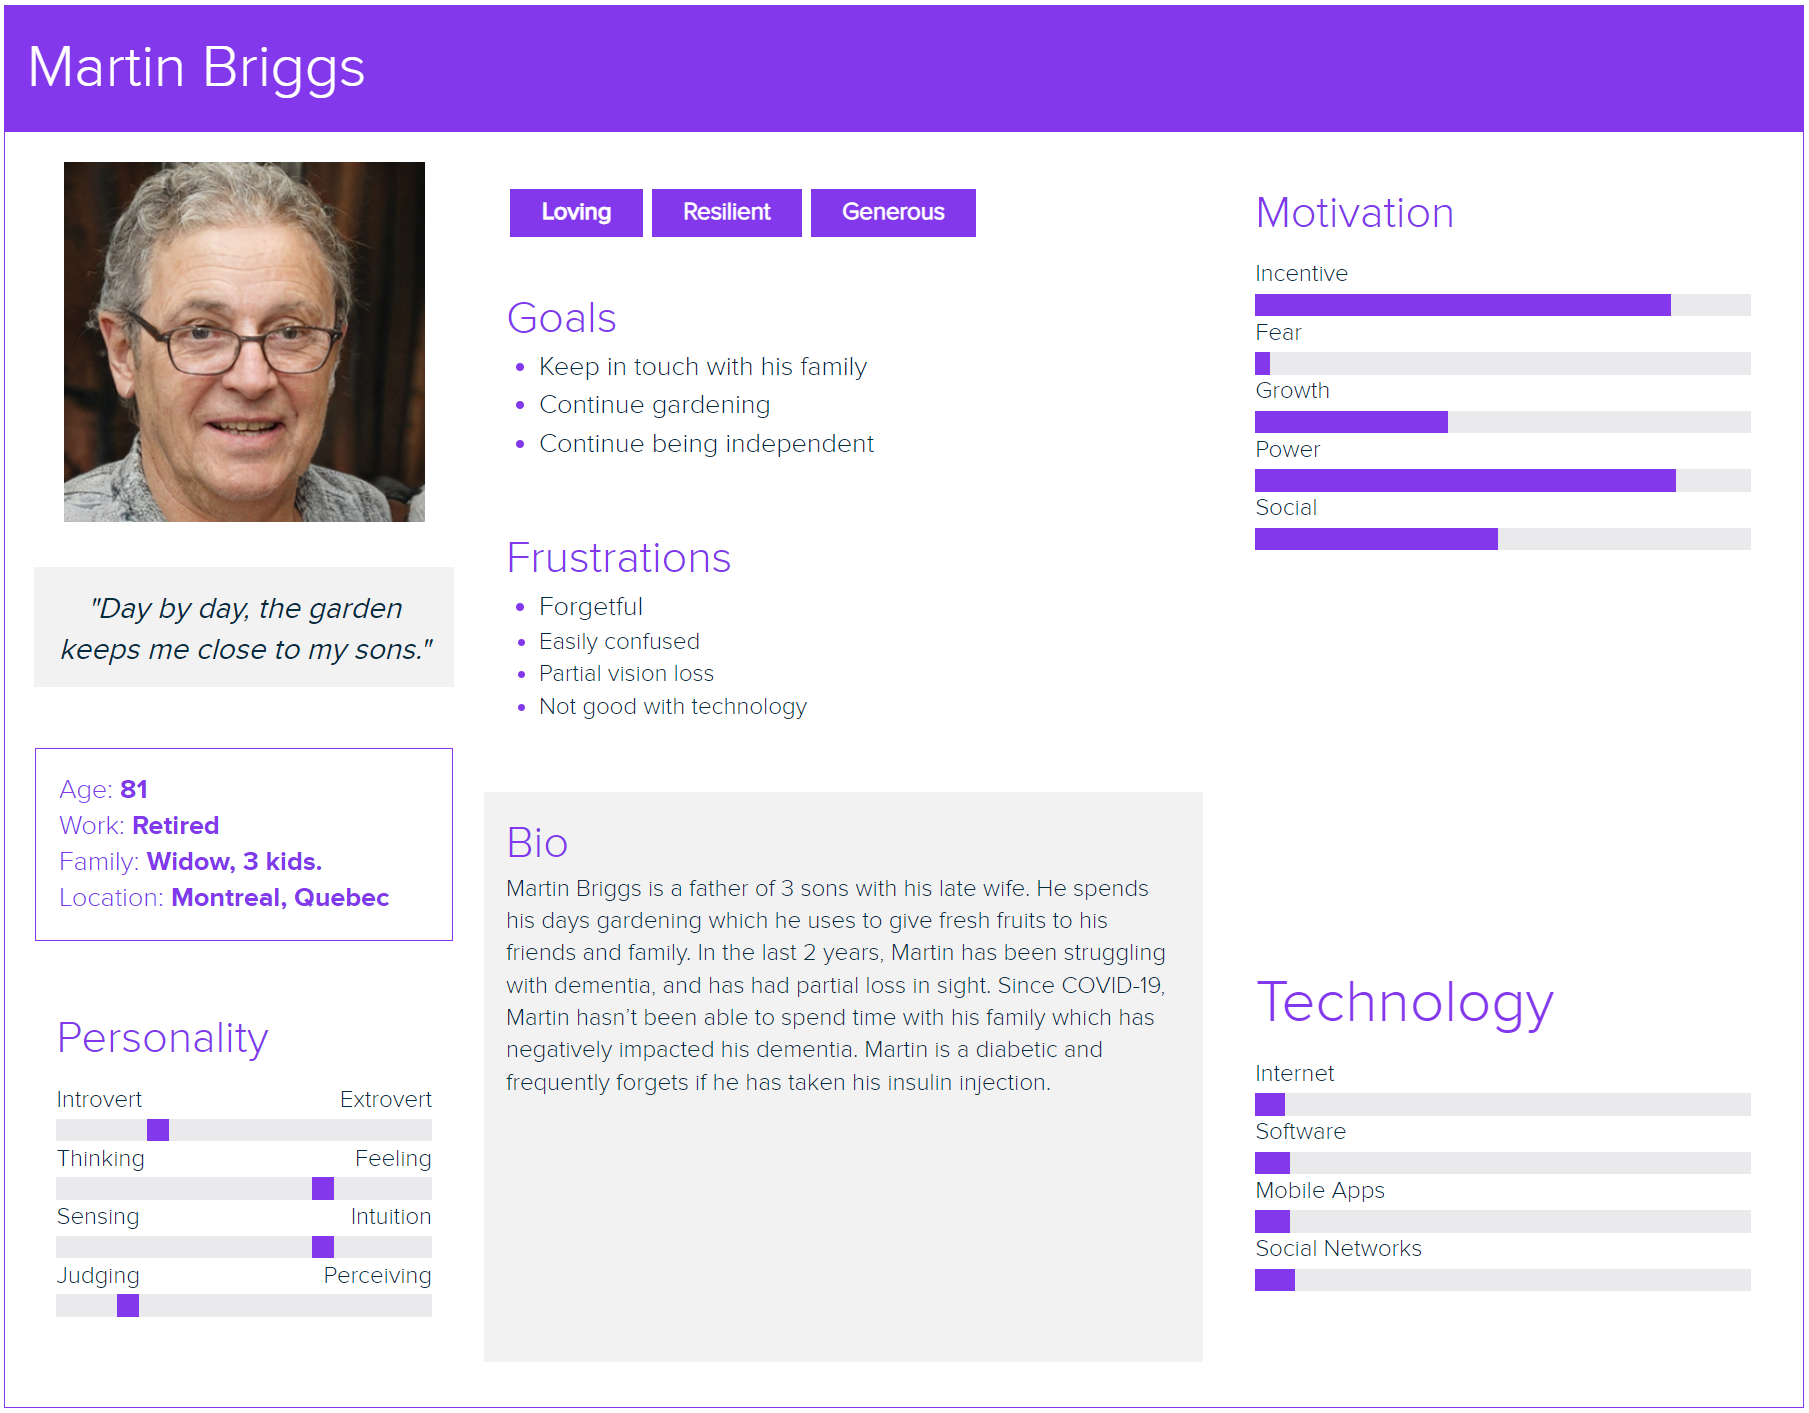 Martin Briggs
"Day by day, the garden
keeps me close to my sons."
Age: 81
Work: Retired
Family: Widow, 3 kids.
Location: Montreal, Quebec
Personality
Introvert Extrovert
Thinking Feeling
Sensing Intuition
Judging Perceiving
Loving Resilient Generous
Goals
• Keep in touch with his family
• Continue gardening
• Continue being independent
Frustrations
• Forgetful
• Easily confused
• Partial vision loss
• Not good with technology
Bio
Martin Briggs is a father of 3 sons with his late wife. He spends
his days gardening which he uses to give fresh fruits to his
friends and family. In the last 2 years, Martin has been struggling
with dementia, and has had partial loss in sight. Since COVID-19,
Martin hasn’t been able to spend time with his family which has
negatively impacted his dementia. Martin is a diabetic and
frequently forgets if he has taken his insulin injection.
Motivation
Incentive
Fear
Growth
Power
Social
Technology
Internet
Software
Mobile Apps
Social Networks